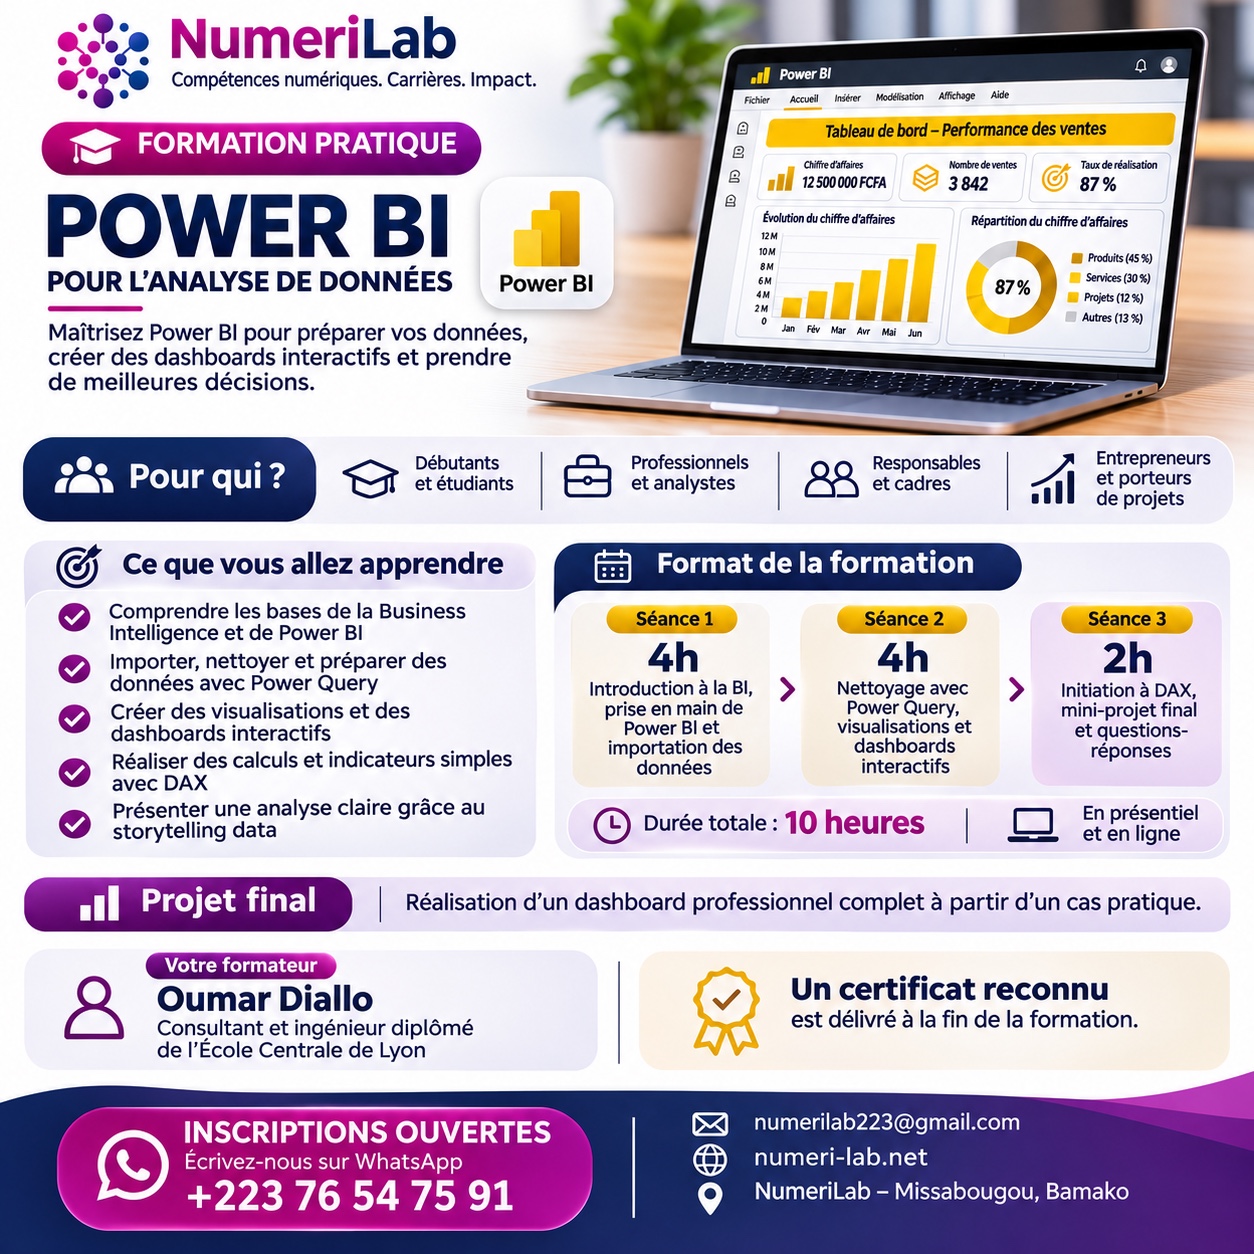 NumeriLab
Compétences numériques. Carrières. Impact.
FORMATION PRATIQUE
POWER BI
POUR L'ANALYSE DE DONNÉES
Power BI
Maîtrisez Power BI pour préparer vos données,
créer des dashboards interactifs et prendre
de meilleures décisions.
Power BI
Fichier Accueil Insérer Modélisation Affichage Aide
Tableau de bord – Performance des ventes
Chiffre d'affaires
12 500 000 FCFA
Nombre de ventes
3 842
Taux de réalisation
87 %
Évolution du chiffre d'affaires
12 M
10 M
8 M
6 M
4 M
2 M
0
Jan Fév Mar Avr Mai Jun
Répartition du chiffre d'affaires
87 %
Produits (45 %)
Services (30 %)
Projets (12 %)
Autres (13 %)
Pour qui ?
Débutants
et étudiants
Professionnels
et analystes
Responsables
et cadres
Entrepreneurs
et porteurs
de projets
Ce que vous allez apprendre
Comprendre les bases de la Business
Intelligence et de Power BI
Importer, nettoyer et préparer des
données avec Power Query
Créer des visualisations et des
dashboards interactifs
Réaliser des calculs et indicateurs simples
avec DAX
Présenter une analyse claire grâce au
storytelling data
Format de la formation
Séance 1
4h
Introduction à la BI,
prise en main de
Power BI et
importation des
données
Séance 2
4h
Nettoyage avec
Power Query,
visualisations et
dashboards
interactifs
Séance 3
2h
Initiation à DAX,
mini-projet final
et questions-
réponses
Durée totale : 10 heures
En présentiel
et en ligne
Projet final
Réalisation d'un dashboard professionnel complet à partir d'un cas pratique.
Votre formateur
Oumar Diallo
Consultant et ingénieur diplômé
de l'École Centrale de Lyon
Un certificat reconnu
est délivré à la fin de la formation.
INSCRIPTIONS OUVERTES
Écrivez-nous sur WhatsApp
+223 76 54 75 91
numerilab223@gmail.com
numeri-lab.net
NumeriLab – Missabougou, Bamako